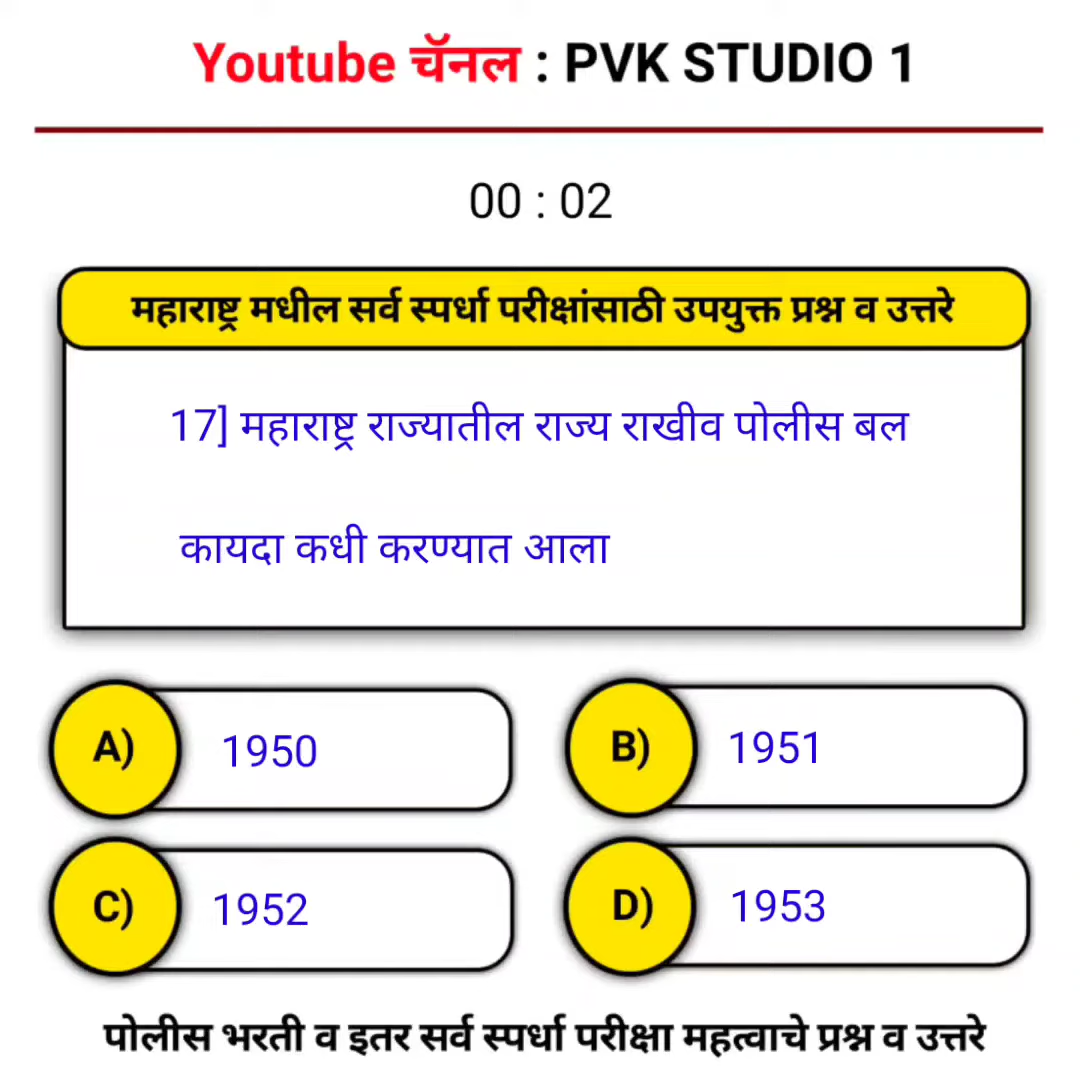 Youtube चॅनल : PVK STUDIO 1
00 : 02
महाराष्ट्र मधील सर्व स्पर्धा परीक्षांसाठी उपयुक्त प्रश्न व उत्तरे
17] महाराष्ट्र राज्यातील राज्य राखीव पोलीस बल
कायदा कधी करण्यात आला
A) 1950
B) 1951
C) 1952
D) 1953
पोलीस भरती व इतर सर्व स्पर्धा परीक्षा महत्वाचे प्रश्न व उत्तरे